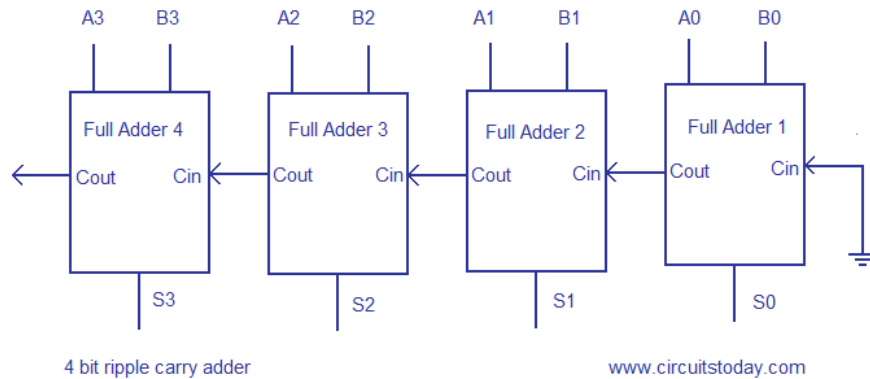 A3 B3 A2 B2 A1 B1 A0 B0
Full Adder 4 Full Adder 3 Full Adder 2 Full Adder 1
Cout Cin Cout Cin Cout Cin Cout Cin
S3 S2 S1 S0
4 bit ripple carry adder www.circuitstoday.com